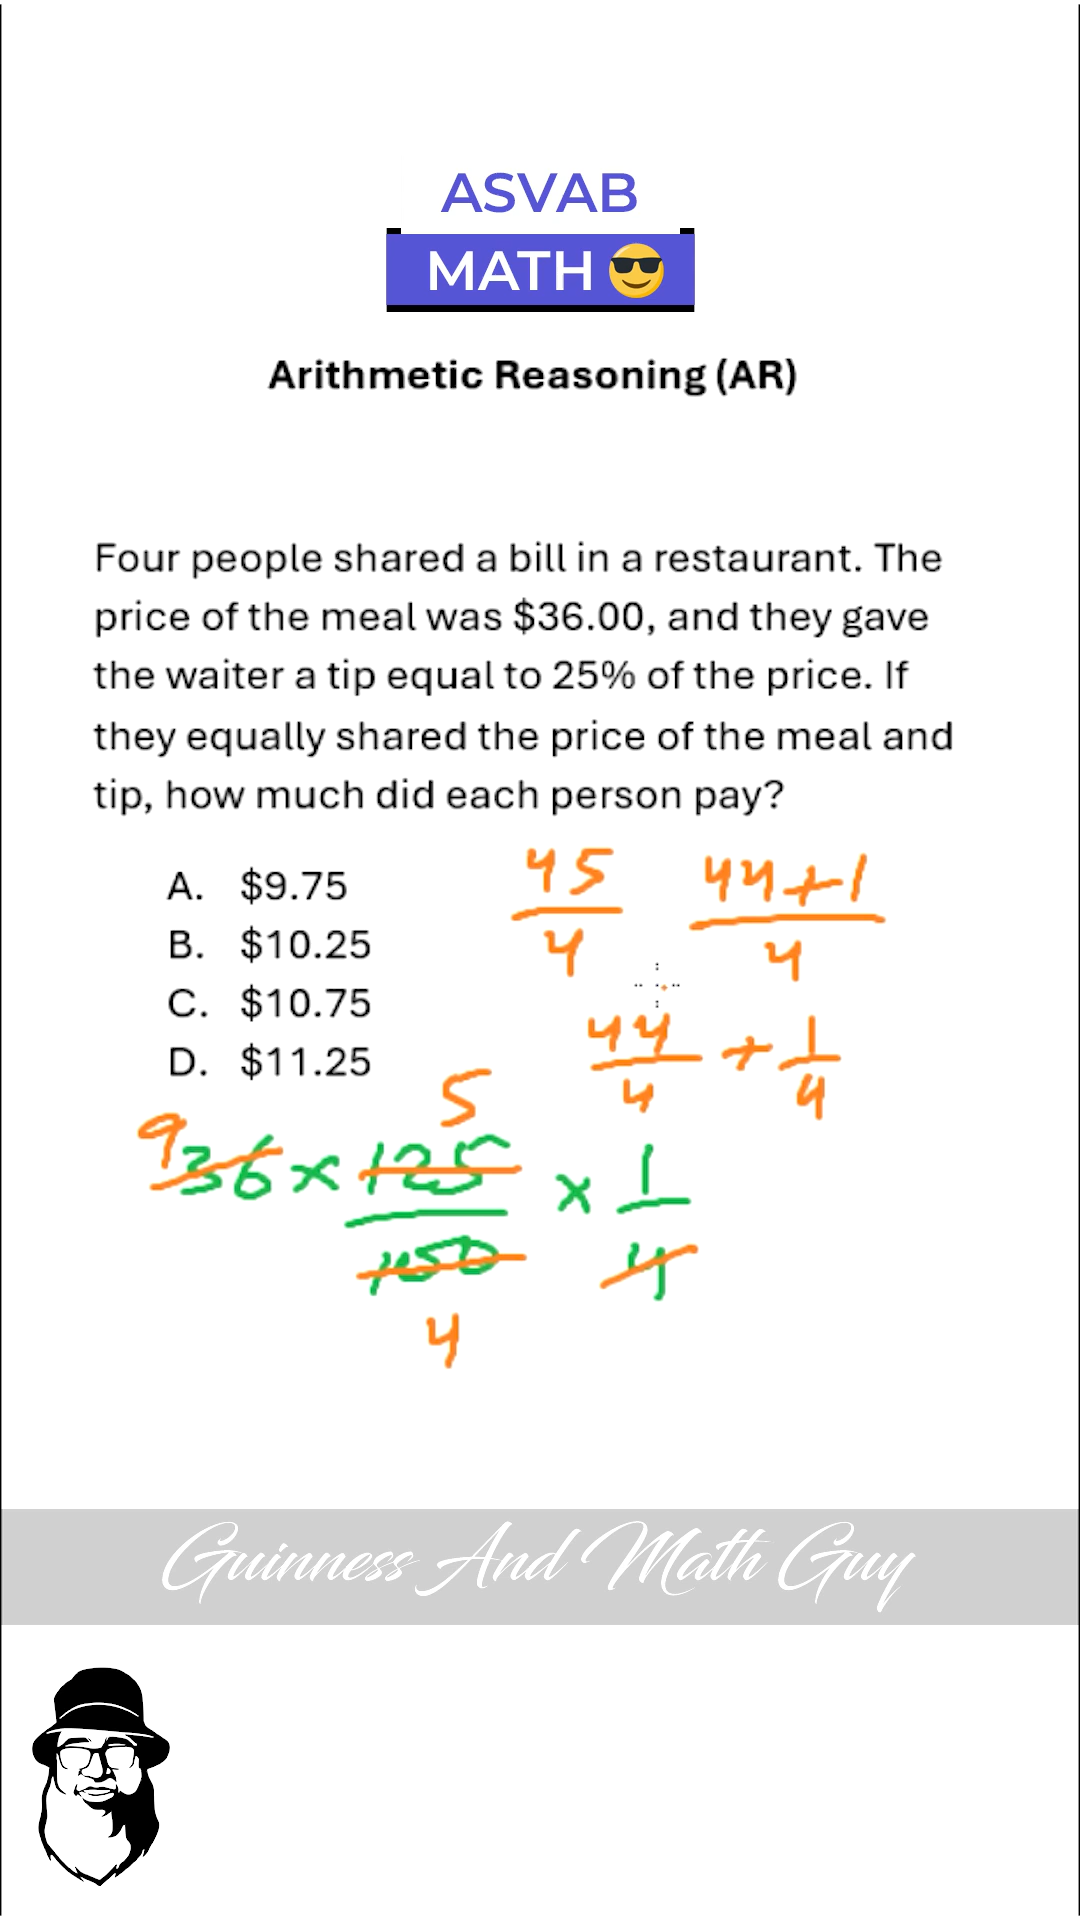 ASVAB
MATH 😎
Arithmetic Reasoning (AR)
Four people shared a bill in a restaurant. The
price of the meal was $36.00, and they gave
the waiter a tip equal to 25% of the price. If
they equally shared the price of the meal and
tip, how much did each person pay?
A. $9.75
B. $10.25
C. $10.75
D. $11.25
45/4 44+1/4
44/4 + 1/4
9 5
36 x 125/100 x 1/4
4
Guinness And Math Guy